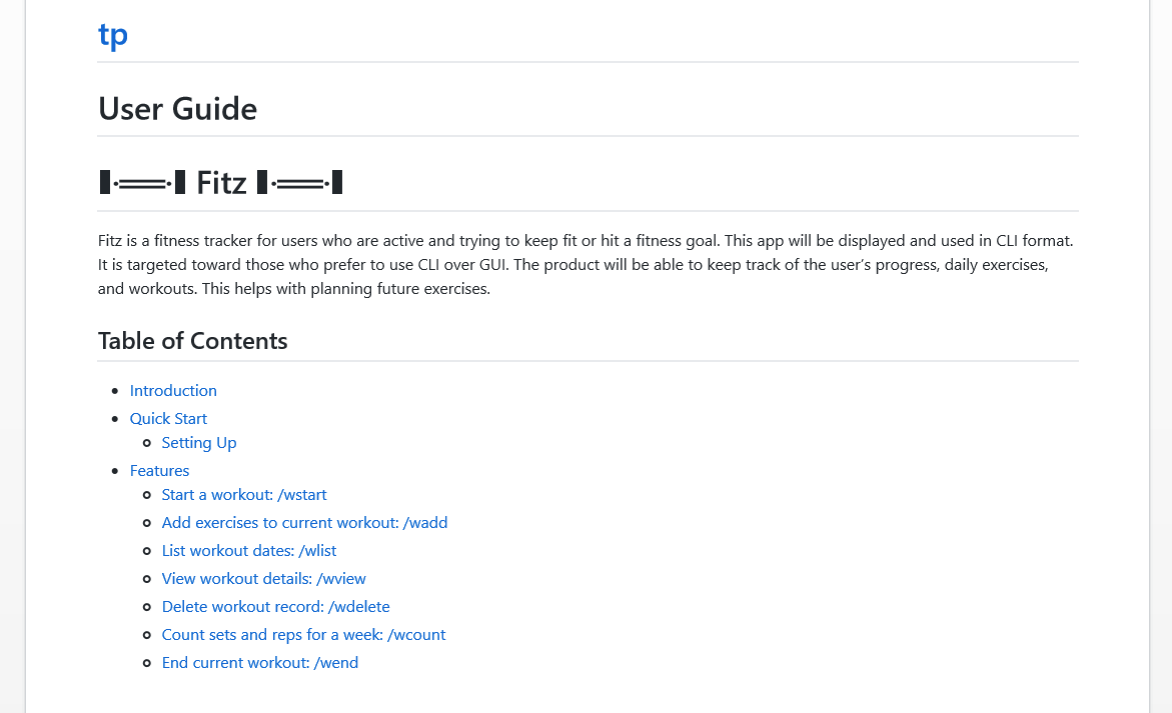 tp
User Guide
▐·══·▌ Fitz ▐·══·▌
Fitz is a fitness tracker for users who are active and trying to keep fit or hit a fitness goal. This app will be displayed and used in CLI format.
It is targeted toward those who prefer to use CLI over GUI. The product will be able to keep track of the user’s progress, daily exercises,
and workouts. This helps with planning future exercises.
Table of Contents
Introduction
Quick Start
Setting Up
Features
Start a workout: /wstart
Add exercises to current workout: /wadd
List workout dates: /wlist
View workout details: /wview
Delete workout record: /wdelete
Count sets and reps for a week: /wcount
End current workout: /wend